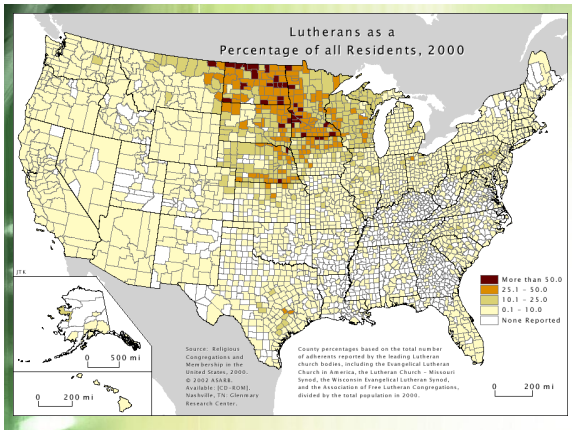 Lutherans as a
Percentage of all Residents, 2000
JTK
More than 50.0
25.1 - 50.0
10.1 - 25.0
0.1 - 10.0
None Reported
0 500 mi
0 200 mi
0 200 mi
Source: Religious
Congregations and
Membership in the
United States, 2000.
© 2002 ASARB.
Available: [CD-ROM],
Nashville, TN: Glenmary
Research Center.
County percentages based on the total number
of adherents reported by the leading Lutheran
church bodies, including the Evangelical Lutheran
Church in America, the Lutheran Church - Missouri
Synod, the Wisconsin Evangelical Lutheran Synod,
and the Association of Free Lutheran Congregations,
divided by the total population in 2000.